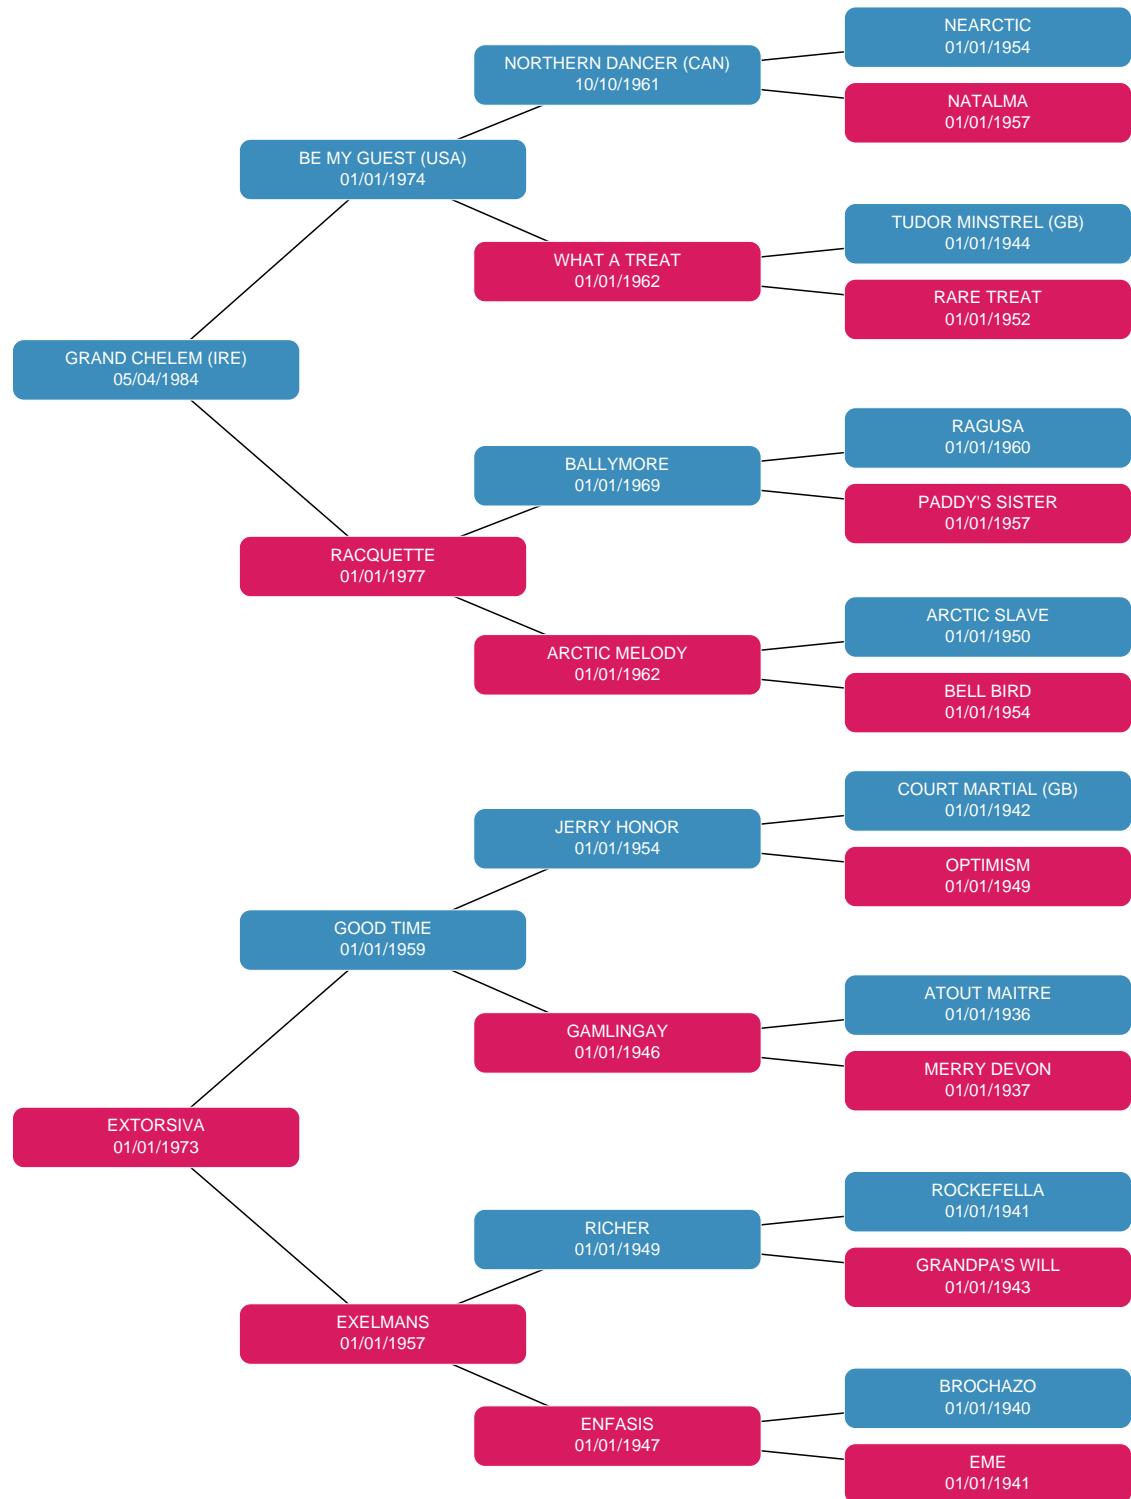 NEARCTIC
01/01/1954
NORTHERN DANCER (CAN)
10/10/1961
NATALMA
01/01/1957
BE MY GUEST (USA)
01/01/1974
TUDOR MINSTREL (GB)
01/01/1944
WHAT A TREAT
01/01/1962
RARE TREAT
01/01/1952
GRAND CHELEM (IRE)
05/04/1984
RAGUSA
01/01/1960
BALLYMORE
01/01/1969
PADDY'S SISTER
01/01/1957
RACQUETTE
01/01/1977
ARCTIC SLAVE
01/01/1950
ARCTIC MELODY
01/01/1962
BELL BIRD
01/01/1954
COURT MARTIAL (GB)
01/01/1942
JERRY HONOR
01/01/1954
OPTIMISM
01/01/1949
GOOD TIME
01/01/1959
ATOUT MAITRE
01/01/1936
GAMLINGAY
01/01/1946
MERRY DEVON
01/01/1937
EXTORSIVA
01/01/1973
ROCKEFELLA
01/01/1941
RICHER
01/01/1949
GRANDPA'S WILL
01/01/1943
EXELMANS
01/01/1957
BROCHAZO
01/01/1940
ENFASIS
01/01/1947
EME
01/01/1941